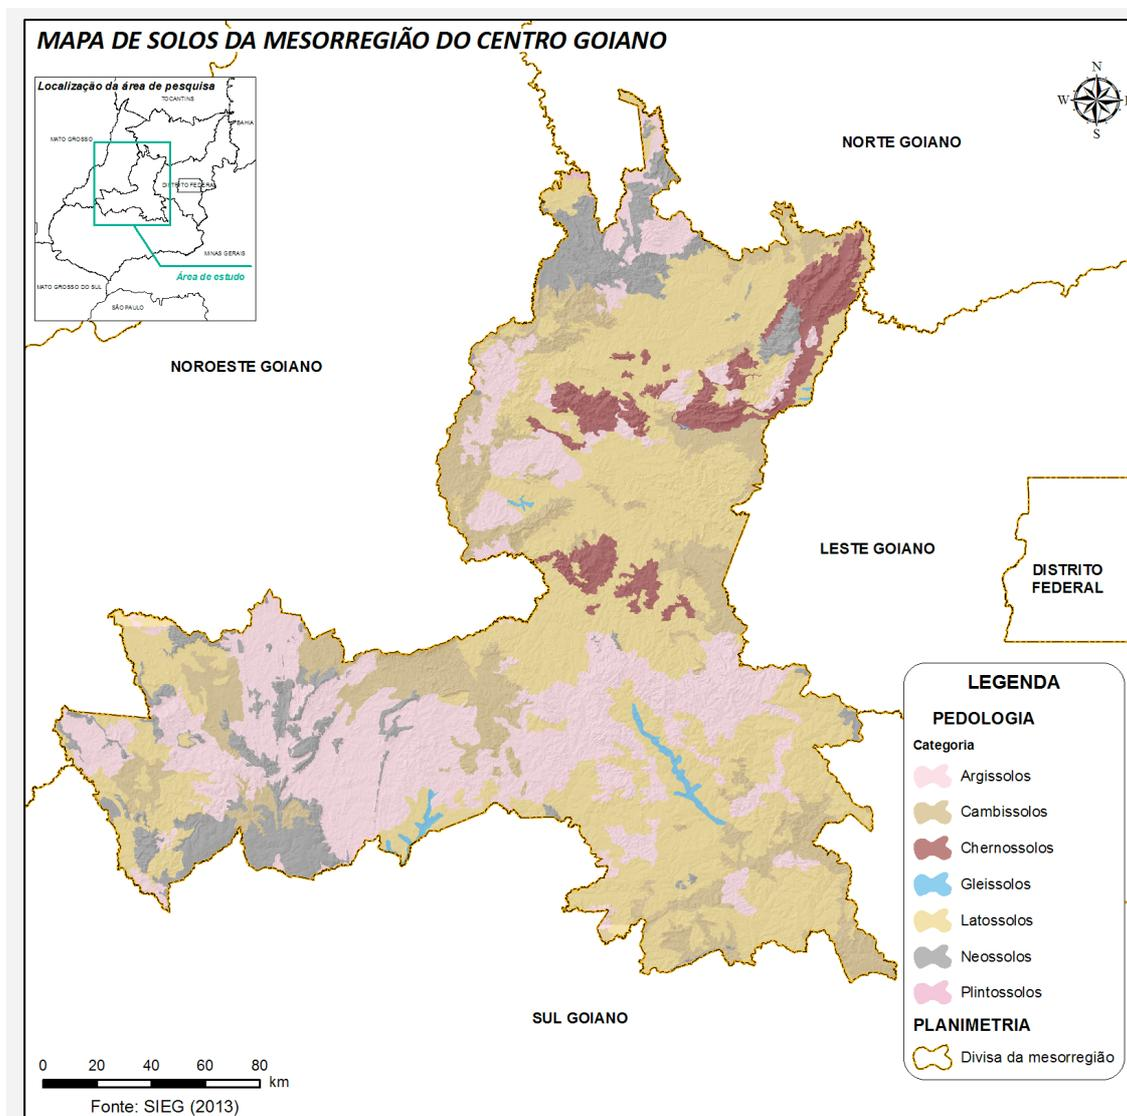 MAPA DE SOLOS DA MESORREGIÃO DO CENTRO GOIANO
Localização da área de pesquisa
TOCANTINS
BAHIA
MATO GROSSO
DISTRITO FEDERAL
MINAS GERAIS
Área de estudo
MATO GROSSO DO SUL
SÃO PAULO
N
W
S
NORTE GOIANO
NOROESTE GOIANO
LESTE GOIANO
DISTRITO
FEDERAL
SUL GOIANO
LEGENDA
PEDOLOGIA
Categoria
Argissolos
Cambissolos
Chernossolos
Gleissolos
Latossolos
Neossolos
Plintossolos
PLANIMETRIA
Divisa da mesorregião
0 20 40 60 80
km
Fonte: SIEG (2013)